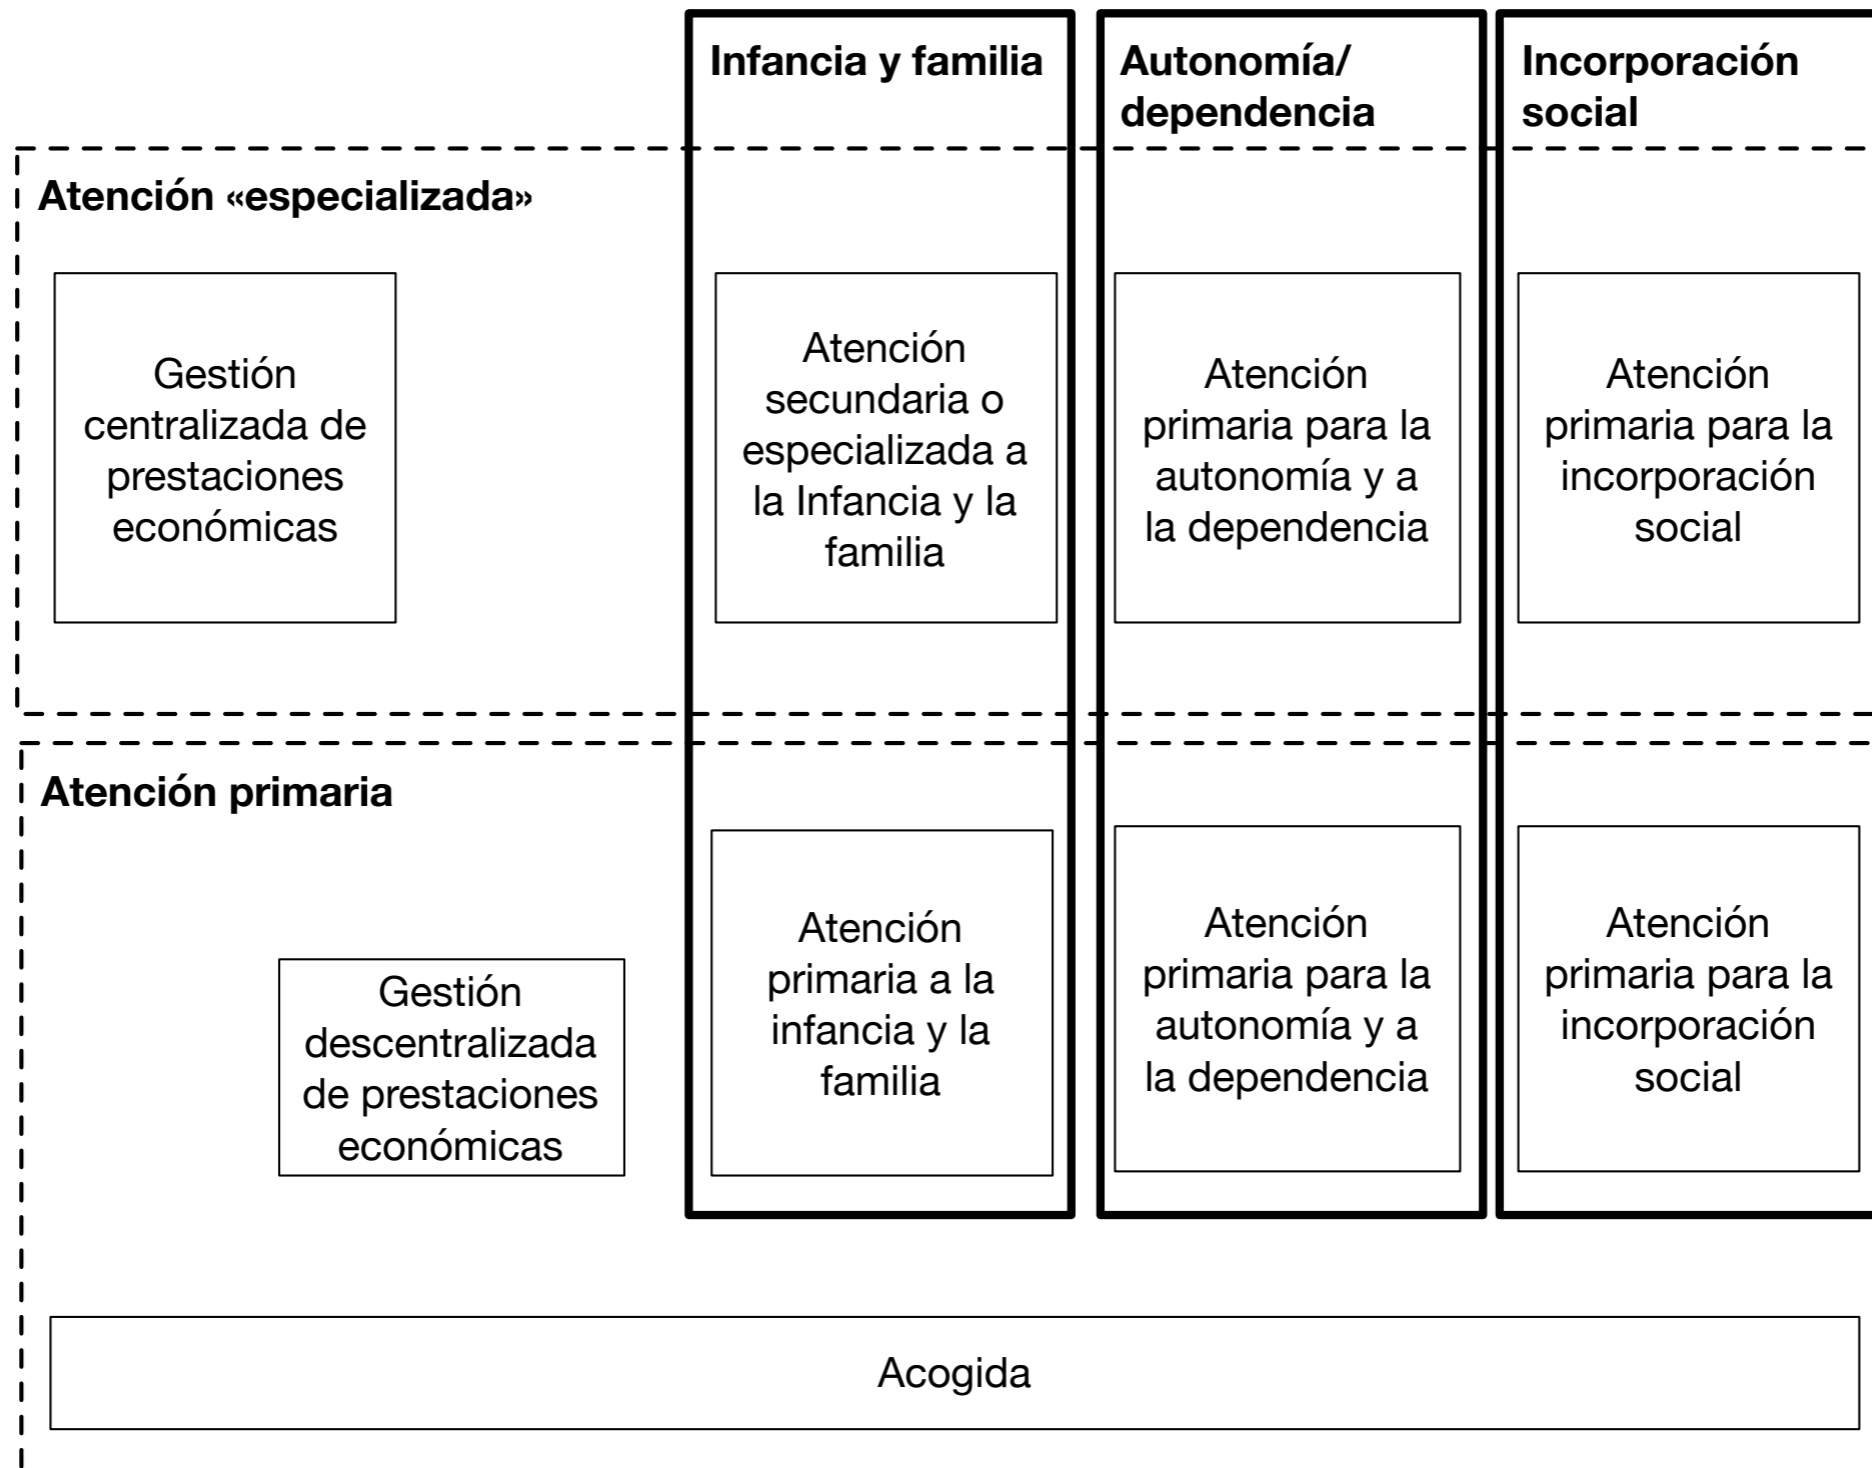 Infancia y familia
Autonomía/
dependencia
Incorporación
social
Atención «especializada»
Gestión
centralizada de
prestaciones
económicas
Atención
secundaria o
especializada a
la Infancia y la
familia
Atención
primaria para la
autonomía y a
la dependencia
Atención
primaria para la
incorporación
social
Atención primaria
Gestión
descentralizada
de prestaciones
económicas
Atención
primaria a la
infancia y la
familia
Atención
primaria para la
autonomía y a
la dependencia
Atención
primaria para la
incorporación
social
Acogida